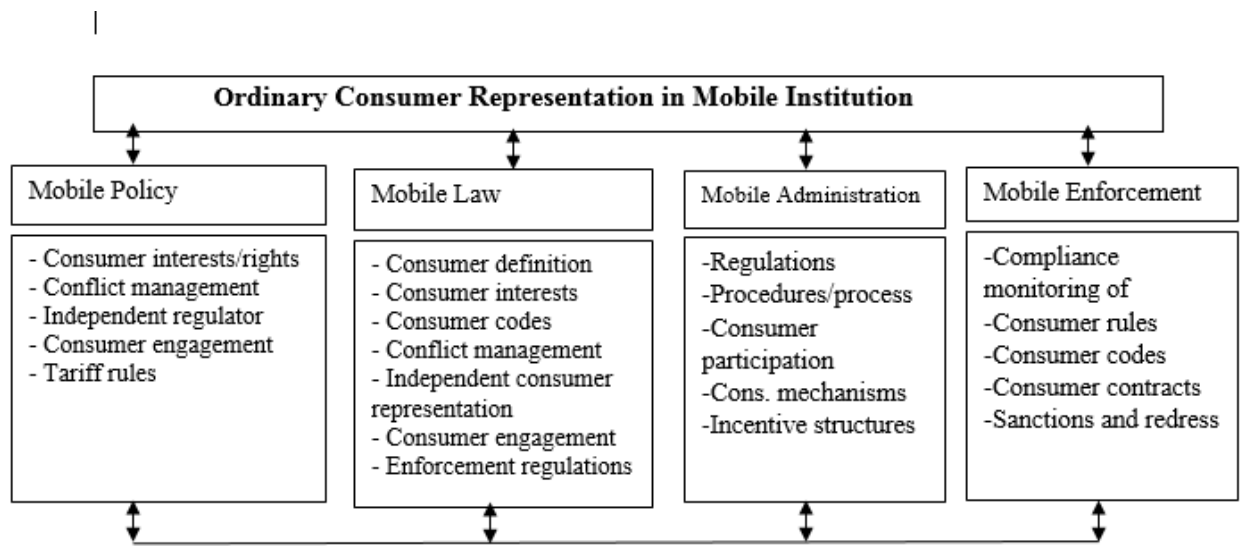 Ordinary Consumer Representation in Mobile Institution
Mobile Policy
- Consumer interests/rights
- Conflict management
- Independent regulator
- Consumer engagement
- Tariff rules
Mobile Law
- Consumer definition
- Consumer interests
- Consumer codes
- Conflict management
- Independent consumer
representation
- Consumer engagement
- Enforcement regulations
Mobile Administration
-Regulations
-Procedures/process
-Consumer
participation
-Cons. mechanisms
-Incentive structures
Mobile Enforcement
-Compliance
monitoring of
-Consumer rules
-Consumer codes
-Consumer contracts
-Sanctions and redress